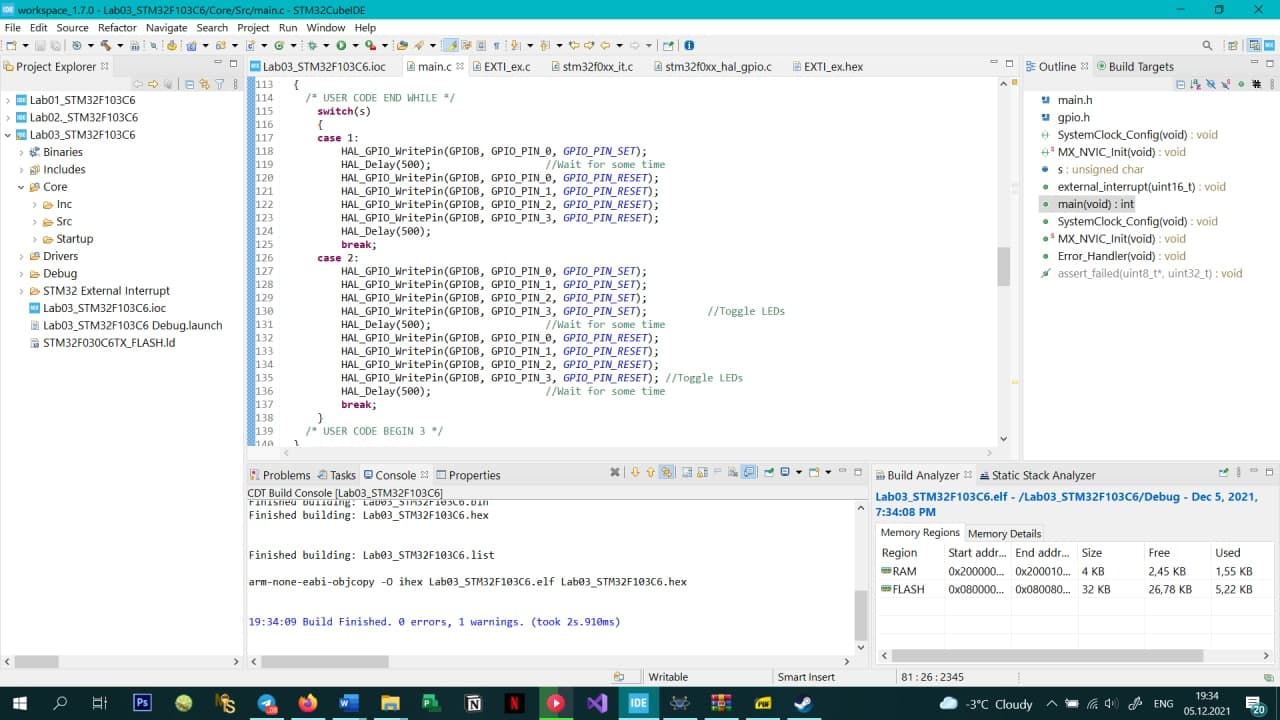 workspace_1.7.0 - Lab03_STM32F103C6/Core/Src/main.c - STM32CubeIDE
File Edit Source Refactor Navigate Search Project Run Window Help
Project Explorer
Lab01_STM32F103C6
Lab02._STM32F103C6
Lab03_STM32F103C6
Binaries
Includes
Core
Inc
Src
Startup
Drivers
Debug
STM32 External Interrupt
Lab03_STM32F103C6.ioc
Lab03_STM32F103C6 Debug.launch
STM32F030C6TX_FLASH.ld
Lab03_STM32F103C6.ioc main.c EXTI_ex.c stm32f0xx_it.c stm32f0xx_hal_gpio.c EXTI_ex.hex
113 {
114 /* USER CODE END WHILE */
115 switch(s)
116 {
117 case 1:
118 HAL_GPIO_WritePin(GPIOB, GPIO_PIN_0, GPIO_PIN_SET);
119 HAL_Delay(500); //Wait for some time
120 HAL_GPIO_WritePin(GPIOB, GPIO_PIN_0, GPIO_PIN_RESET);
121 HAL_GPIO_WritePin(GPIOB, GPIO_PIN_1, GPIO_PIN_RESET);
122 HAL_GPIO_WritePin(GPIOB, GPIO_PIN_2, GPIO_PIN_RESET);
123 HAL_GPIO_WritePin(GPIOB, GPIO_PIN_3, GPIO_PIN_RESET);
124 HAL_Delay(500);
125 break;
126 case 2:
127 HAL_GPIO_WritePin(GPIOB, GPIO_PIN_0, GPIO_PIN_SET);
128 HAL_GPIO_WritePin(GPIOB, GPIO_PIN_1, GPIO_PIN_SET);
129 HAL_GPIO_WritePin(GPIOB, GPIO_PIN_2, GPIO_PIN_SET);
130 HAL_GPIO_WritePin(GPIOB, GPIO_PIN_3, GPIO_PIN_SET); //Toggle LEDs
131 HAL_Delay(500); //Wait for some time
132 HAL_GPIO_WritePin(GPIOB, GPIO_PIN_0, GPIO_PIN_RESET);
133 HAL_GPIO_WritePin(GPIOB, GPIO_PIN_1, GPIO_PIN_RESET);
134 HAL_GPIO_WritePin(GPIOB, GPIO_PIN_2, GPIO_PIN_RESET);
135 HAL_GPIO_WritePin(GPIOB, GPIO_PIN_3, GPIO_PIN_RESET); //Toggle LEDs
136 HAL_Delay(500); //Wait for some time
137 break;
138 }
139 /* USER CODE BEGIN 3 */
140 }
Outline Build Targets
main.h
gpio.h
SystemClock_Config(void) : void
MX_NVIC_Init(void) : void
s : unsigned char
external_interrupt(uint16_t) : void
main(void) : int
SystemClock_Config(void) : void
MX_NVIC_Init(void) : void
Error_Handler(void) : void
assert_failed(uint8_t*, uint32_t) : void
Problems Tasks Console Properties
CDT Build Console [Lab03_STM32F103C6]
Finished building: Lab03_STM32F103C6.bin
Finished building: Lab03_STM32F103C6.hex
Finished building: Lab03_STM32F103C6.list
arm-none-eabi-objcopy -O ihex Lab03_STM32F103C6.elf Lab03_STM32F103C6.hex
19:34:09 Build Finished. 0 errors, 1 warnings. (took 2s.910ms)
Build Analyzer Static Stack Analyzer
Lab03_STM32F103C6.elf - /Lab03_STM32F103C6/Debug - Dec 5, 2021,
7:34:08 PM
Memory Regions Memory Details
Region Start addr... End addr... Size Free Used
RAM 0x200000... 0x200010... 4 KB 2,45 KB 1,55 KB
FLASH 0x080000... 0x080080... 32 KB 26,78 KB 5,22 KB
Writable Smart Insert 81 : 26 : 2345
-3°C Cloudy ENG 19:34
05.12.2021
20